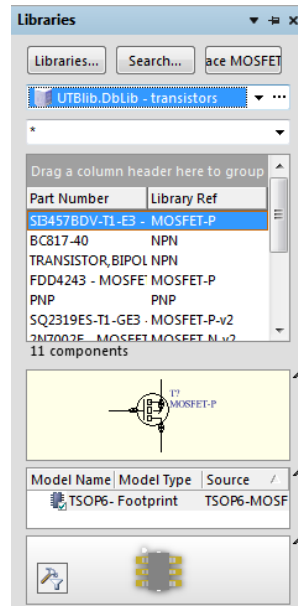 Libraries
Libraries... Search... ace MOSFET
UTBlib.DbLib - transistors
*
Drag a column header here to group
Part Number Library Ref
SI3457BDV-T1-E3 - MOSFET-P
BC817-40 NPN
TRANSISTOR,BIPOL NPN
FDD4243 - MOSFE MOSFET-P
PNP PNP
SQ2319ES-T1-GE3 - MOSFET-P-v2
2N7002F MOSFET MOSFET-N-v2
11 components
T?
MOSFET-P
Model Name Model Type Source
TSOP6- Footprint TSOP6-MOSF